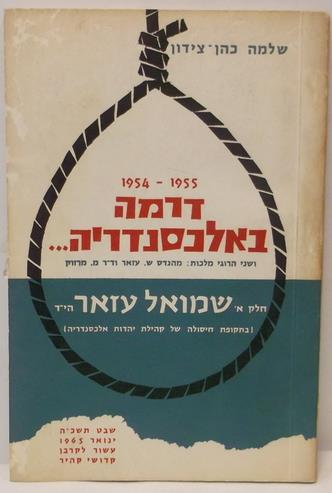 שלמה כהן-צידון
1954 - 1955
דרמה
באלכסנדריה...
ושני הרוגי מלכות: מהנדס ש. עזאר וד"ר מ. מרזוק
חלק א' שמואל עזאר הי"ד
(בתקופת חיסולה של קהילת יהדות אלכסנדריה)
שבט תשכ"ה
ינואר 1965
עשור לקרבן
קדושי קהיר